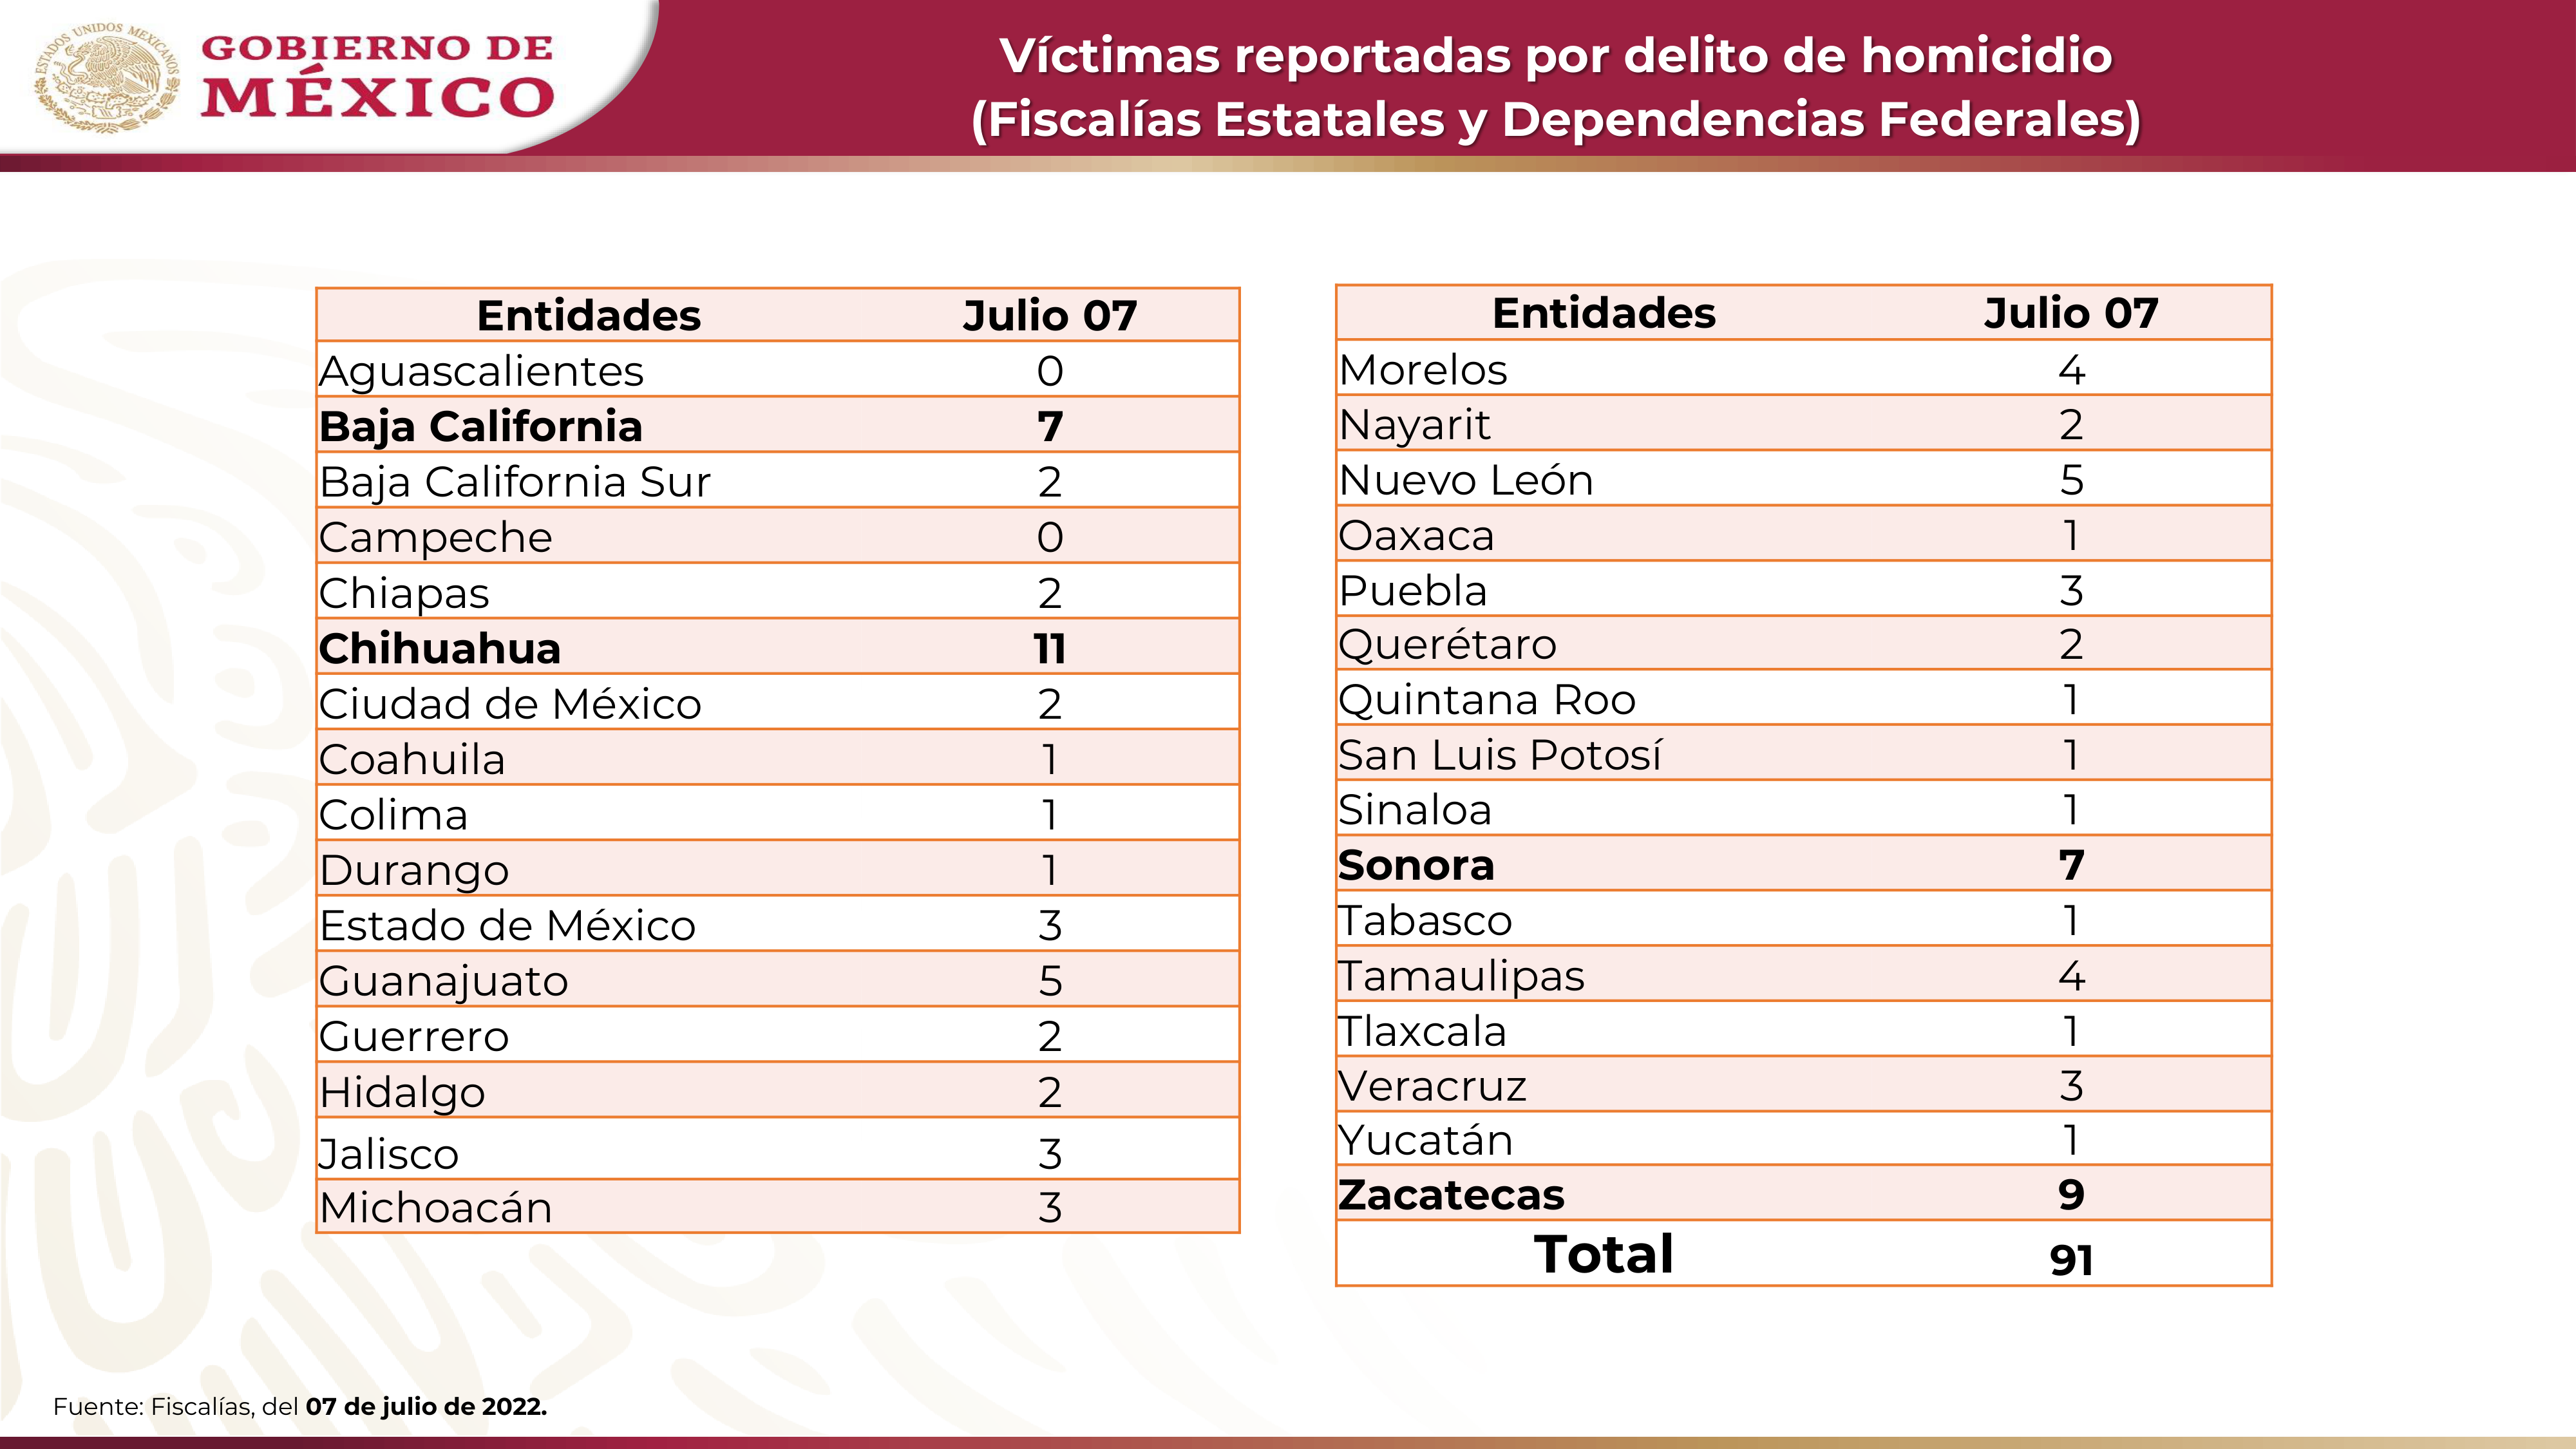 ESTADOS UNIDOS MEXICANOS
GOBIERNO DE
MÉXICO
Víctimas reportadas por delito de homicidio
(Fiscalías Estatales y Dependencias Federales)
Entidades Julio 07
Aguascalientes 0
Baja California 7
Baja California Sur 2
Campeche 0
Chiapas 2
Chihuahua 11
Ciudad de México 2
Coahuila 1
Colima 1
Durango 1
Estado de México 3
Guanajuato 5
Guerrero 2
Hidalgo 2
Jalisco 3
Michoacán 3
Entidades Julio 07
Morelos 4
Nayarit 2
Nuevo León 5
Oaxaca 1
Puebla 3
Querétaro 2
Quintana Roo 1
San Luis Potosí 1
Sinaloa 1
Sonora 7
Tabasco 1
Tamaulipas 4
Tlaxcala 1
Veracruz 3
Yucatán 1
Zacatecas 9
Total 91
Fuente: Fiscalías, del 07 de julio de 2022.